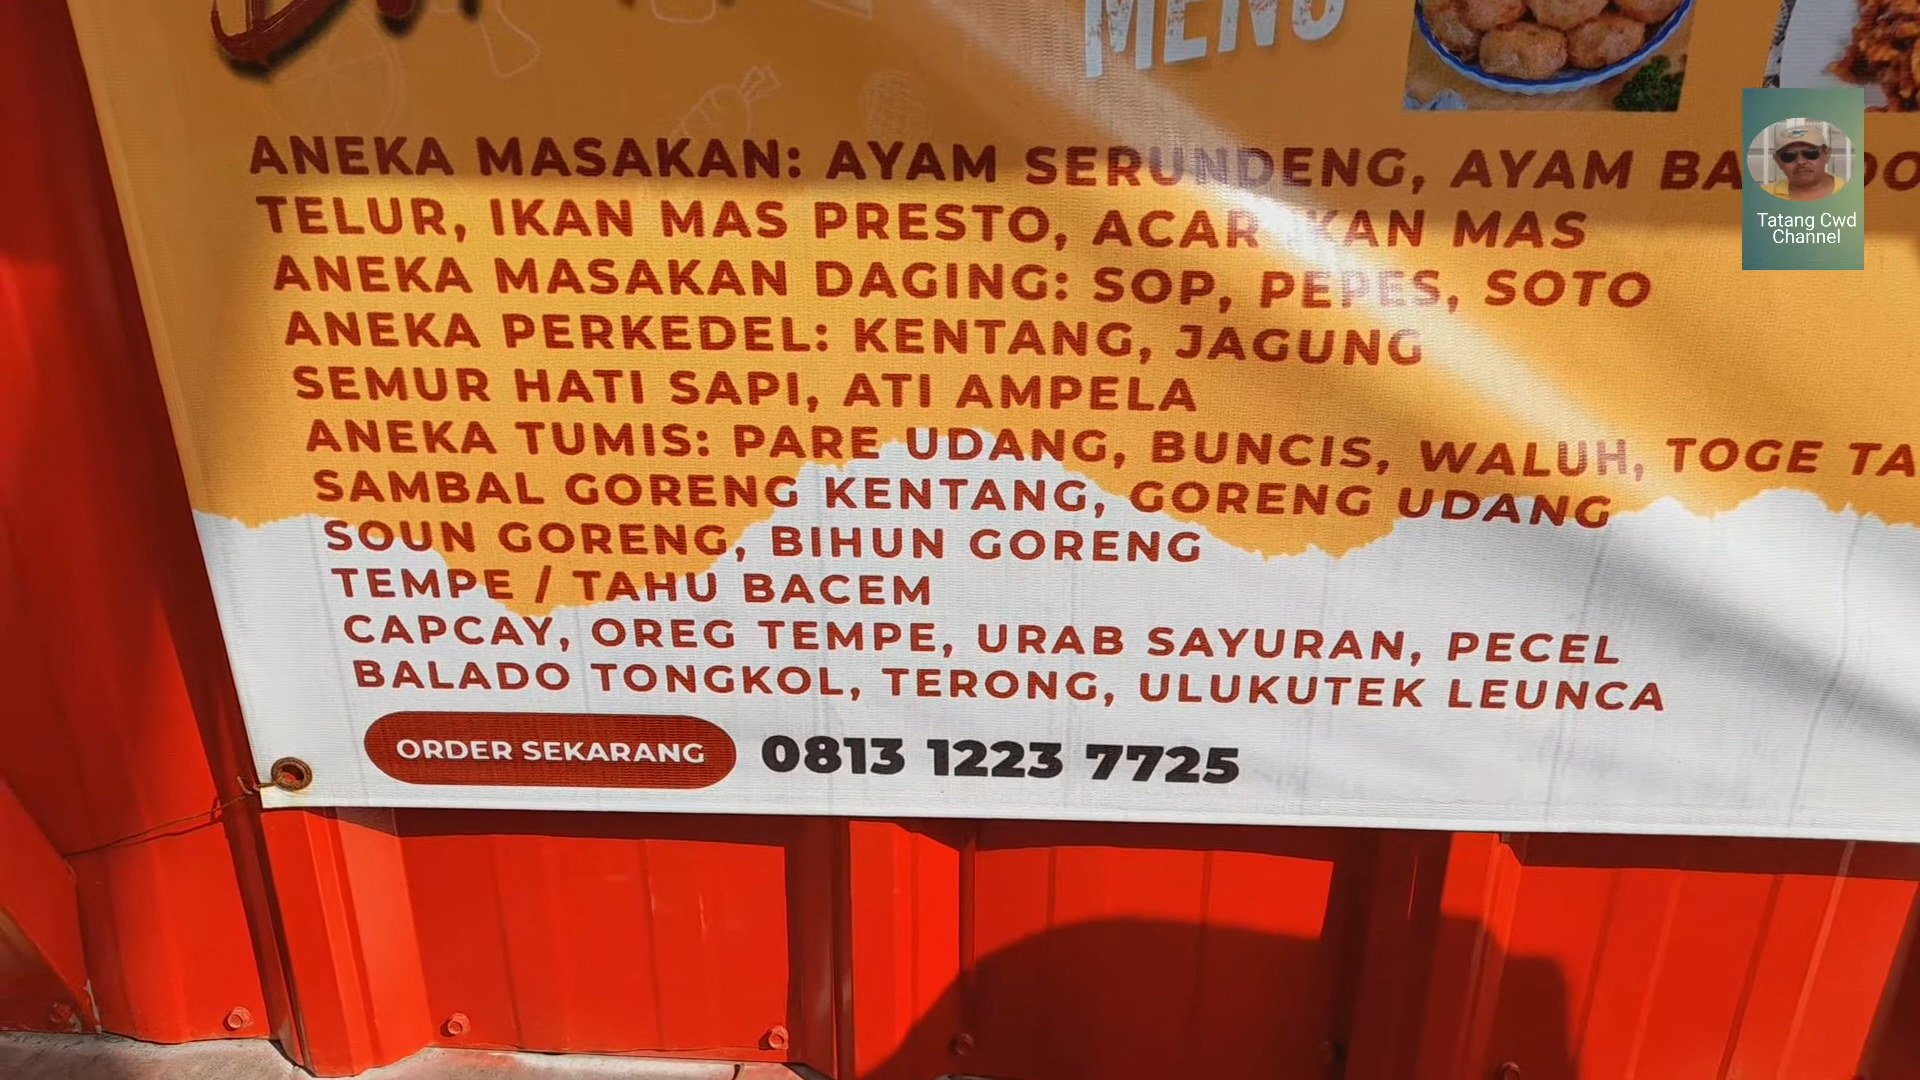 MENU
ANEKA MASAKAN: AYAM SERUNDENG, AYAM
TELUR, IKAN MAS PRESTO, ACAR IKAN MAS
ANEKA MASAKAN DAGING: SOP, PEPES, SOTO
ANEKA PERKEDEL: KENTANG, JAGUNG
SEMUR HATI SAPI, ATI AMPELA
ANEKA TUMIS: PARE UDANG, BUNCIS, WALUH, TOGE
SAMBAL GORENG KENTANG, GORENG UDANG
SOUN GORENG, BIHUN GORENG
TEMPE / TAHU BACEM
CAPCAY, OREG TEMPE, URAB SAYURAN, PECEL
BALADO TONGKOL, TERONG, ULUKUTEK LEUNCA
ORDER SEKARANG 0813 1223 7725
Tatang Cwd
Channel